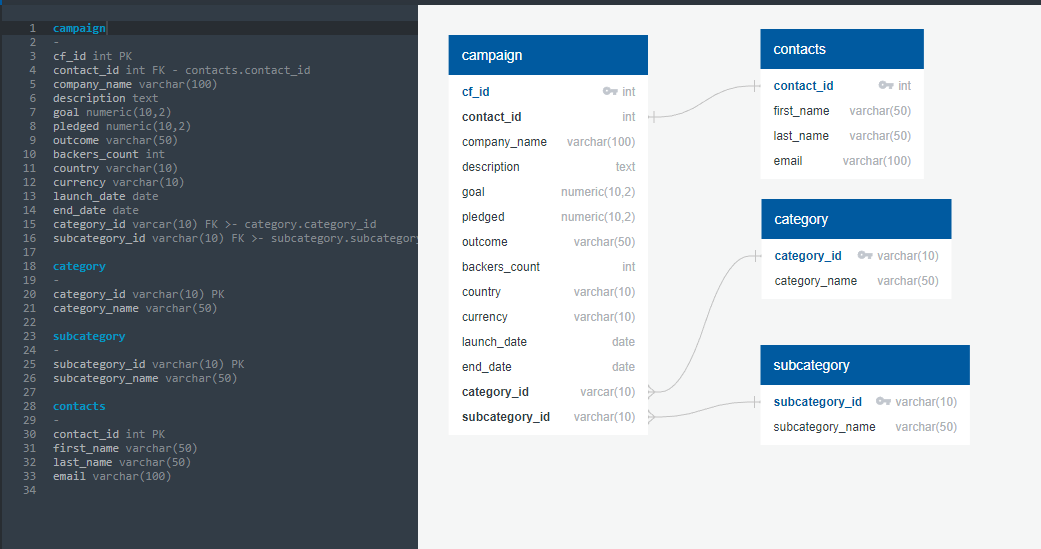 1 campaign
2 -
3 cf_id int PK
4 contact_id int FK - contacts.contact_id
5 company_name varchar(100)
6 description text
7 goal numeric(10,2)
8 pledged numeric(10,2)
9 outcome varchar(50)
10 backers_count int
11 country varchar(10)
12 currency varchar(10)
13 launch_date date
14 end_date date
15 category_id varcar(10) FK >- category.category_id
16 subcategory_id varchar(10) FK >- subcategory.subcategory
17
18 category
19 -
20 category_id varchar(10) PK
21 category_name varchar(50)
22
23 subcategory
24 -
25 subcategory_id varchar(10) PK
26 subcategory_name varchar(50)
27
28 contacts
29 -
30 contact_id int PK
31 first_name varchar(50)
32 last_name varchar(50)
33 email varchar(100)
34
campaign
cf_id int
contact_id int
company_name varchar(100)
description text
goal numeric(10,2)
pledged numeric(10,2)
outcome varchar(50)
backers_count int
country varchar(10)
currency varchar(10)
launch_date date
end_date date
category_id varcar(10)
subcategory_id varchar(10)
contacts
contact_id int
first_name varchar(50)
last_name varchar(50)
email varchar(100)
category
category_id varchar(10)
category_name varchar(50)
subcategory
subcategory_id varchar(10)
subcategory_name varchar(50)